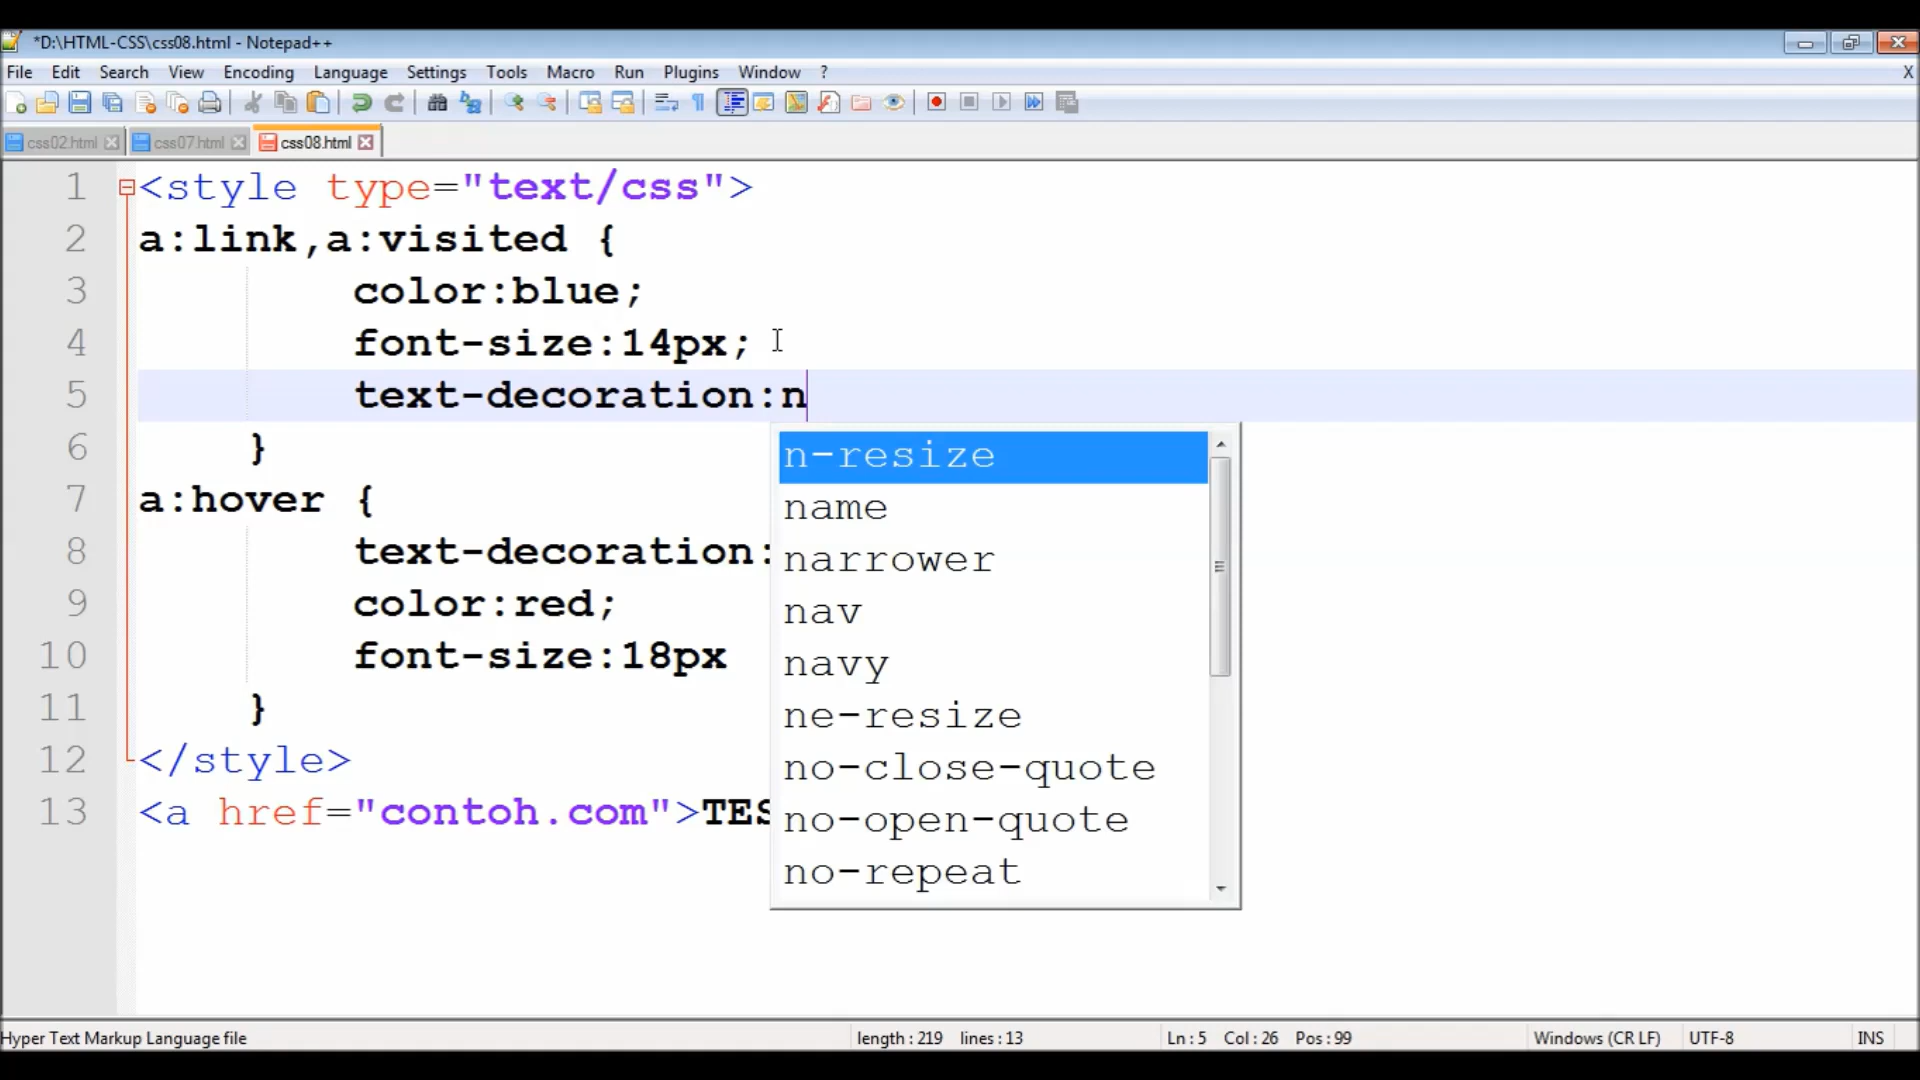 *D:\HTML-CSS\css08.html - Notepad++
File Edit Search View Encoding Language Settings Tools Macro Run Plugins Window ? X
css02.html css07.html css08.html
1 <style type="text/css">
2 a:link,a:visited {
3 color:blue;
4 font-size:14px;
5 text-decoration:n
6 }
7 a:hover {
8 text-decoration:
9 color:red;
10 font-size:18px
11 }
12 </style>
13 <a href="contoh.com">TES
n-resize
name
narrower
nav
navy
ne-resize
no-close-quote
no-open-quote
no-repeat
Hyper Text Markup Language file length : 219 lines : 13 Ln : 5 Col : 26 Pos : 99 Windows (CR LF) UTF-8 INS